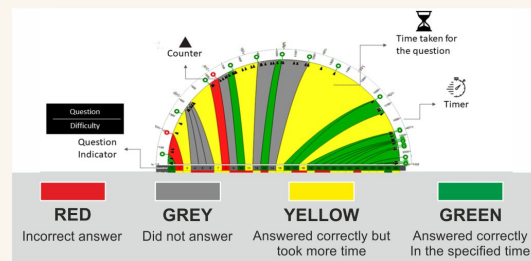 Time taken for
the question
Counter
Timer
Question
Difficulty
Question
Indicator
RED
Incorrect answer
GREY
Did not answer
YELLOW
Answered correctly but
took more time
GREEN
Answered correctly
In the specified time